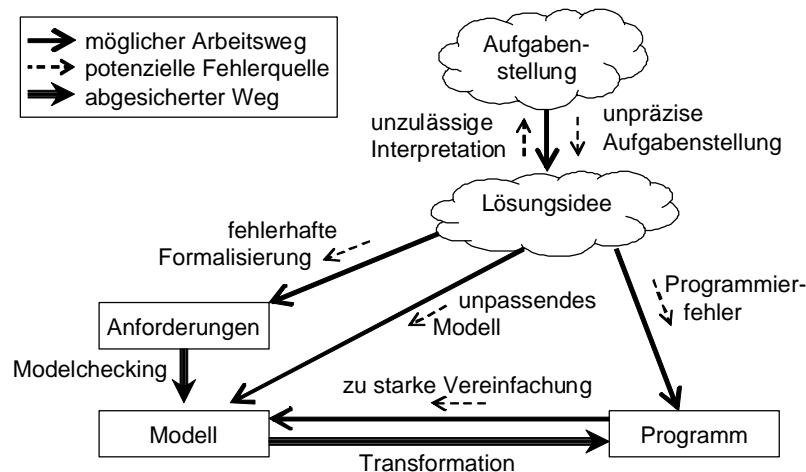 möglicher Arbeitsweg
potenzielle Fehlerquelle
abgesicherter Weg
Aufgaben-
stellung
unzulässige
Interpretation
unpräzise
Aufgabenstellung
Lösungsidee
fehlerhafte
Formalisierung
unpassendes
Modell
Programmier-
fehler
Anforderungen
Modelchecking
zu starke Vereinfachung
Modell
Programm
Transformation